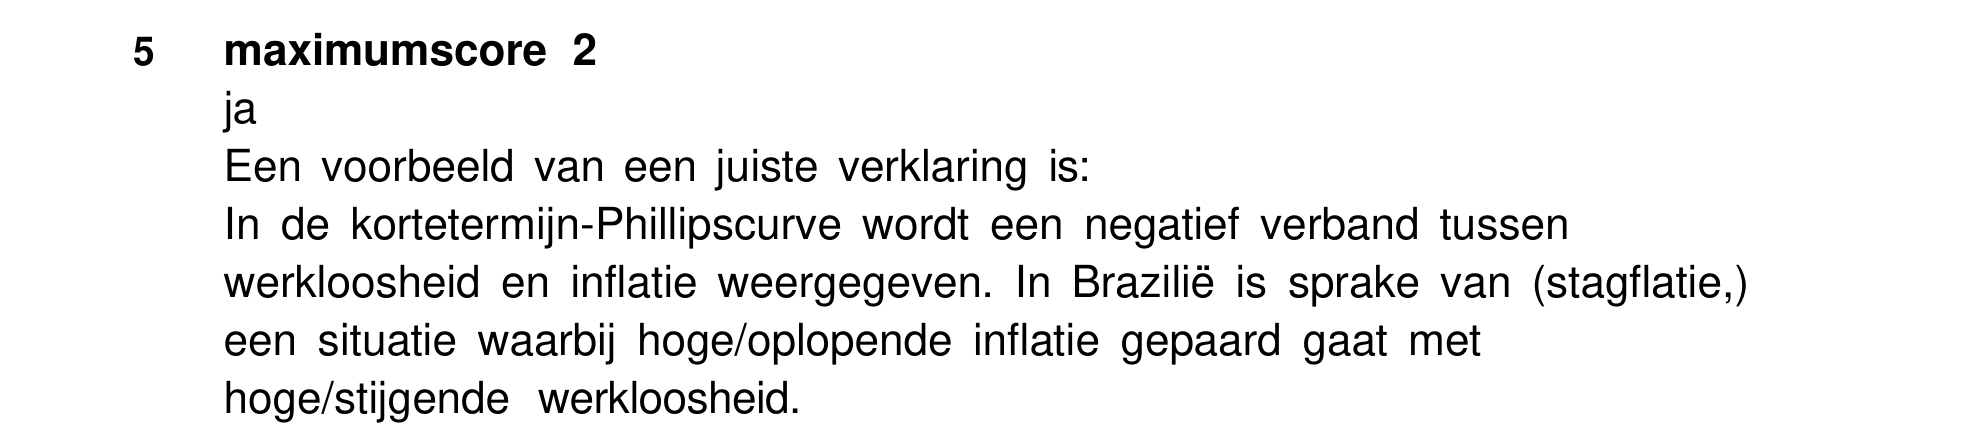 5 maximumscore 2
ja
Een voorbeeld van een juiste verklaring is:
In de kortetermijn-Phillipscurve wordt een negatief verband tussen
werkloosheid en inflatie weergegeven. In Brazilië is sprake van (stagflatie,)
een situatie waarbij hoge/oplopende inflatie gepaard gaat met
hoge/stijgende werkloosheid.